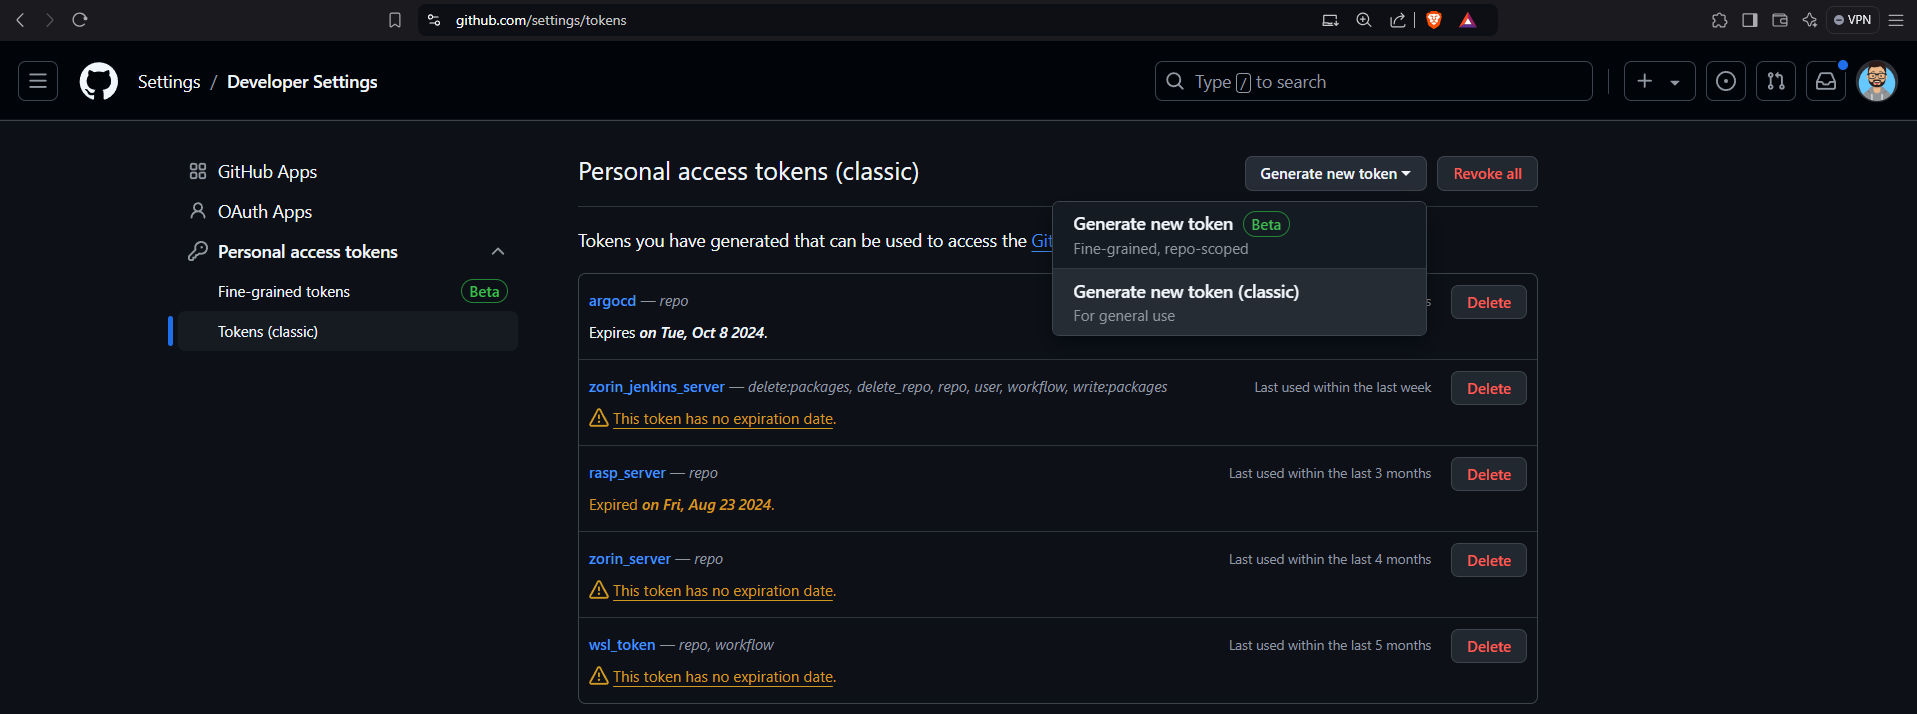 github.com/settings/tokens
VPN
Settings / Developer Settings
Type / to search
GitHub Apps
OAuth Apps
Personal access tokens
Fine-grained tokens Beta
Tokens (classic)
Personal access tokens (classic)
Generate new token
Revoke all
Generate new token Beta
Fine-grained, repo-scoped
Generate new token (classic)
For general use
Tokens you have generated that can be used to access the Git
argocd — repo
Delete
Expires on Tue, Oct 8 2024.
zorin_jenkins_server — delete:packages, delete_repo, repo, user, workflow, write:packages
Last used within the last week
Delete
This token has no expiration date.
rasp_server — repo
Last used within the last 3 months
Delete
Expired on Fri, Aug 23 2024.
zorin_server — repo
Last used within the last 4 months
Delete
This token has no expiration date.
wsl_token — repo, workflow
Last used within the last 5 months
Delete
This token has no expiration date.